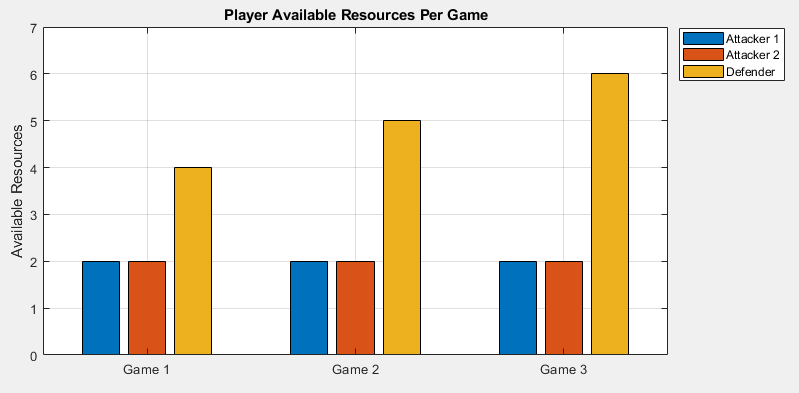 Player Available Resources Per Game
Attacker 1
Attacker 2
Defender
Available Resources
7
6
5
4
3
2
1
0
Game 1 Game 2 Game 3